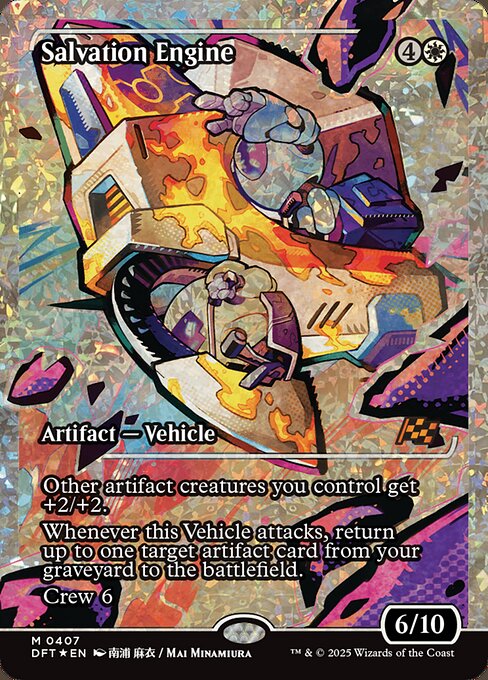 Salvation Engine
4
Artifact — Vehicle
Other artifact creatures you control get
+2/+2.
Whenever this Vehicle attacks, return
up to one target artifact card from your
graveyard to the battlefield.
Crew 6
6/10
M 0407
DFT★EN 南浦 麻衣 / Mai Minamiura
™ & © 2025 Wizards of the Coast